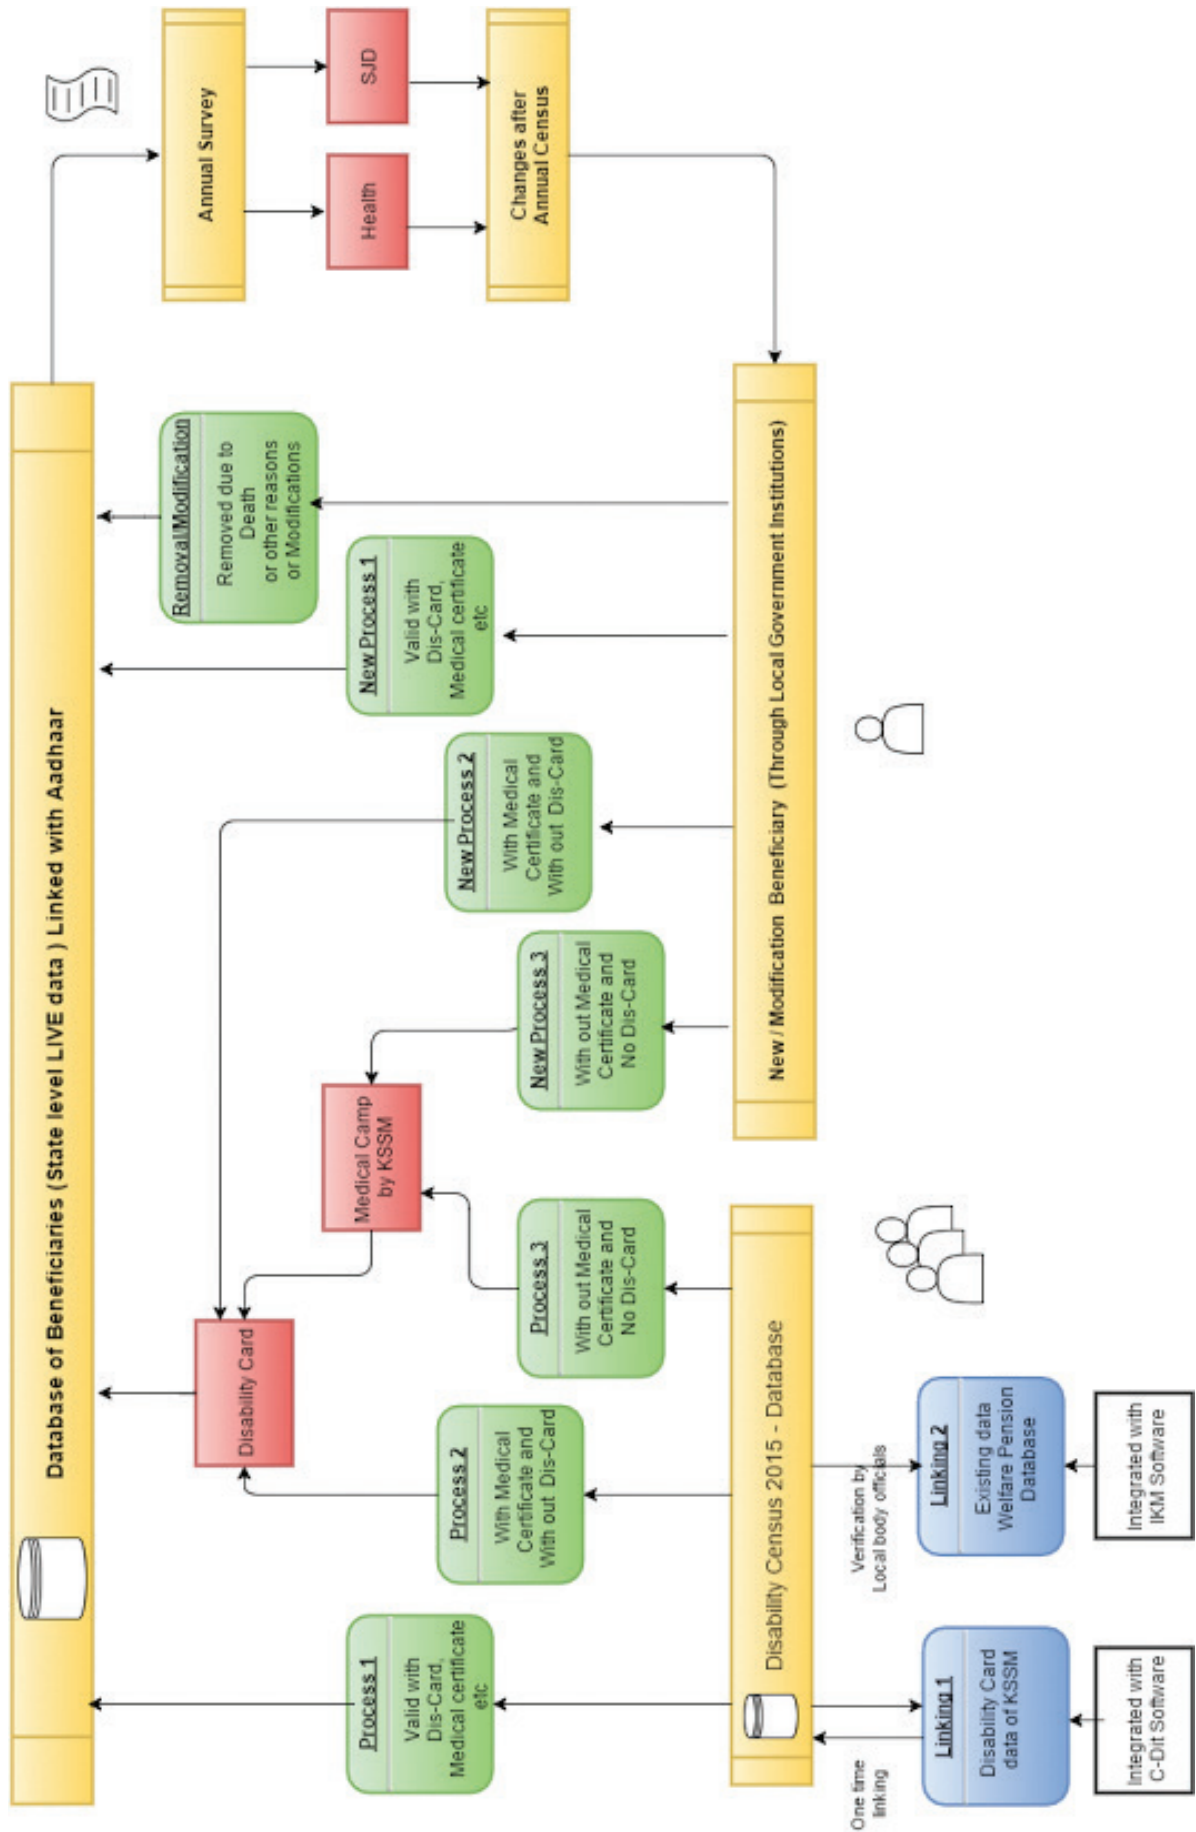 Database of Beneficiaries (State level LIVE data ) Linked with Aadhaar
Annual Survey
SJD
Health
Changes after
Annual Census
Removal/Modification
Removed due to
Death
or other reasons
or Modifications
New Process 1
Valid with
Dis-Card,
Medical certificate
etc
New Process 2
With Medical
Certificate and
With out Dis-Card
New Process 3
With out Medical
Certificate and
No Dis-Card
Medical Camp
by KSSM
Disability Card
Process 3
With out Medical
Certificate and
No Dis-Card
Process 2
With Medical
Certificate and
With out Dis-Card
Process 1
Valid with
Dis-Card,
Medical certificate
etc
New / Modification Beneficiary (Through Local Government Institutions)
Disability Census 2015 - Database
Verification by
Local body officials
One time
linking
Linking 2
Existing data
Welfare Pension
Database
Linking 1
Disability Card
data of KSSM
Integrated with
IKM Software
Integrated with
C-Dit Software